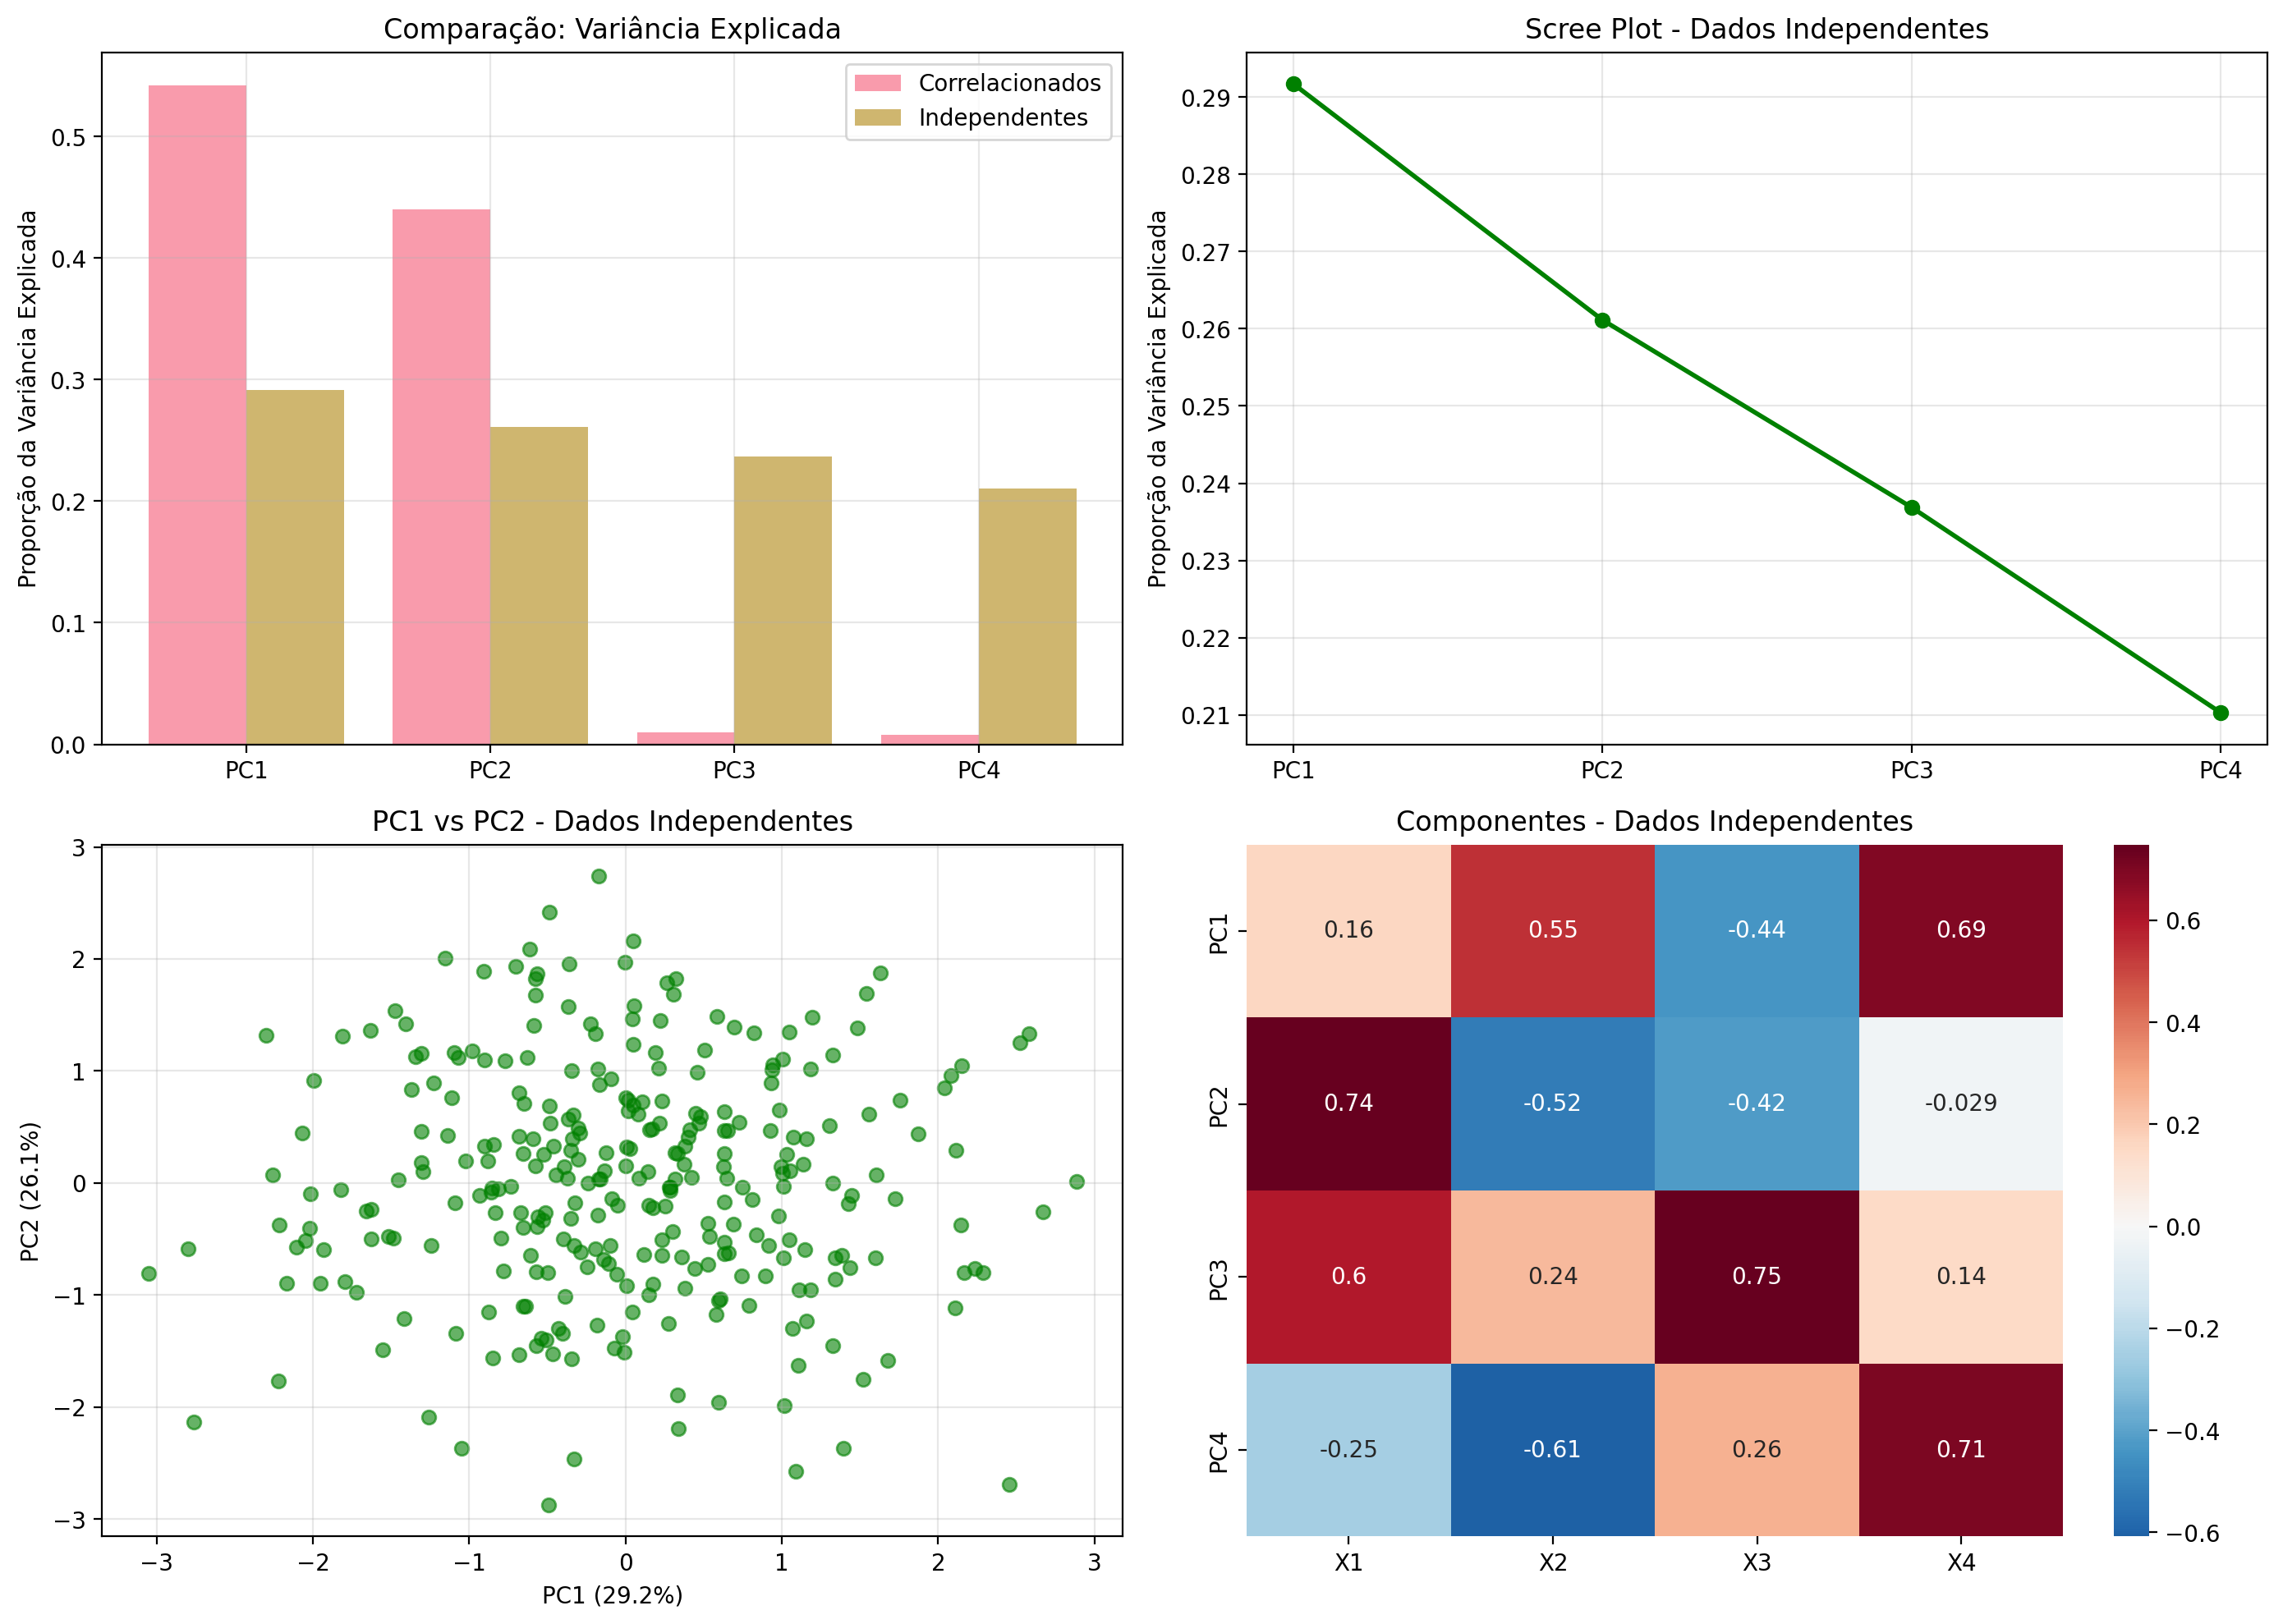 Comparação: Variância Explicada
Proporção da Variância Explicada
0.5
0.4
0.3
0.2
0.1
0.0
Correlacionados
Independentes
PC1 PC2 PC3 PC4
Scree Plot - Dados Independentes
Proporção da Variância Explicada
0.29
0.28
0.27
0.26
0.25
0.24
0.23
0.22
0.21
PC1 PC2 PC3 PC4
PC1 vs PC2 - Dados Independentes
PC2 (26.1%)
3
2
1
0
−1
−2
−3
−3 −2 −1 0 1 2 3
PC1 (29.2%)
Componentes - Dados Independentes
PC1 0.16 0.55 -0.44 0.69
PC2 0.74 -0.52 -0.42 -0.029
PC3 0.6 0.24 0.75 0.14
PC4 -0.25 -0.61 0.26 0.71
X1 X2 X3 X4
0.6
0.4
0.2
0.0
−0.2
−0.4
−0.6